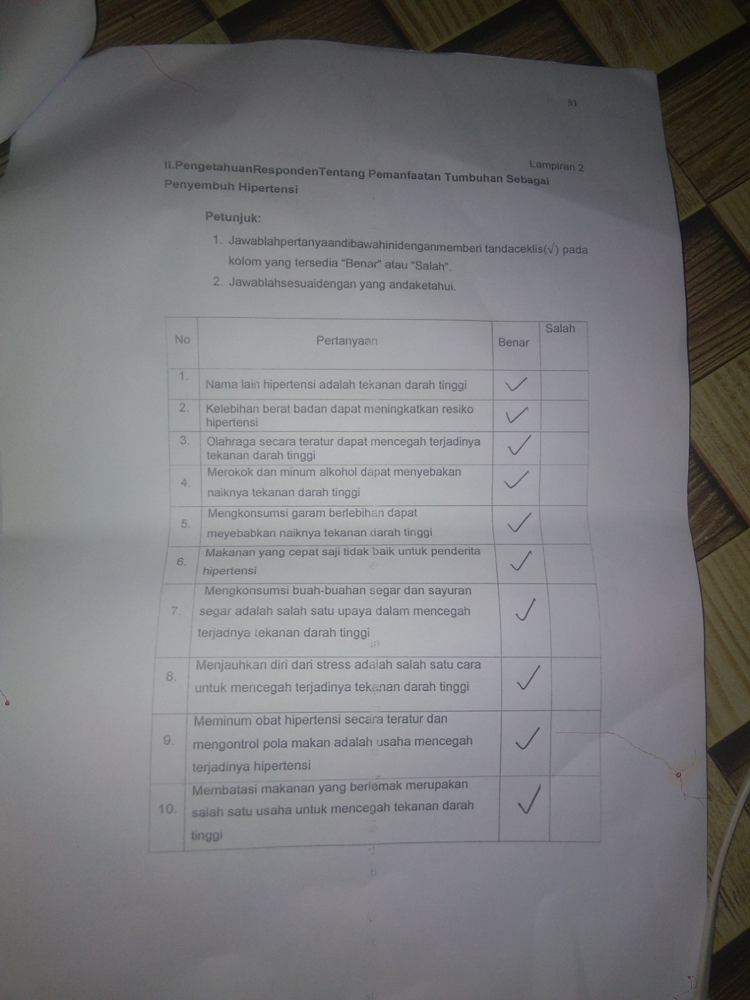 31
Lampiran 2
II.PengetahuanRespondenTentang Pemanfaatan Tumbuhan Sebagai
Penyembuh Hipertensi
Petunjuk:
1. Jawablahpertanyaandibawahinidenganmemberi tandaceklis(√) pada
kolom yang tersedia “Benar” atau “Salah”.
2. Jawablahsesuaidengan yang andaketahui.
No Pertanyaan Benar Salah
1. Nama lain hipertensi adalah tekanan darah tinggi ✓
2. Kelebihan berat badan dapat meningkatkan resiko ✓
hipertensi
3. Olahraga secara teratur dapat mencegah terjadinya ✓
tekanan darah tinggi
4. Merokok dan minum alkohol dapat menyebakan ✓
naiknya tekanan darah tinggi
5. Mengkonsumsi garam berlebihan dapat ✓
meyebabkan naiknya tekanan darah tinggi
6. Makanan yang cepat saji tidak baik untuk penderita ✓
hipertensi
Mengkonsumsi buah-buahan segar dan sayuran
7. segar adalah salah satu upaya dalam mencegah ✓
terjadnya tekanan darah tinggi
8. Menjauhkan diri dari stress adalah salah satu cara ✓
untuk mencegah terjadinya tekanan darah tinggi
Meminum obat hipertensi secara teratur dan
9. mengontrol pola makan adalah usaha mencegah ✓
terjadinya hipertensi
Membatasi makanan yang berlemak merupakan
10. salah satu usaha untuk mencegah tekanan darah ✓
tinggi